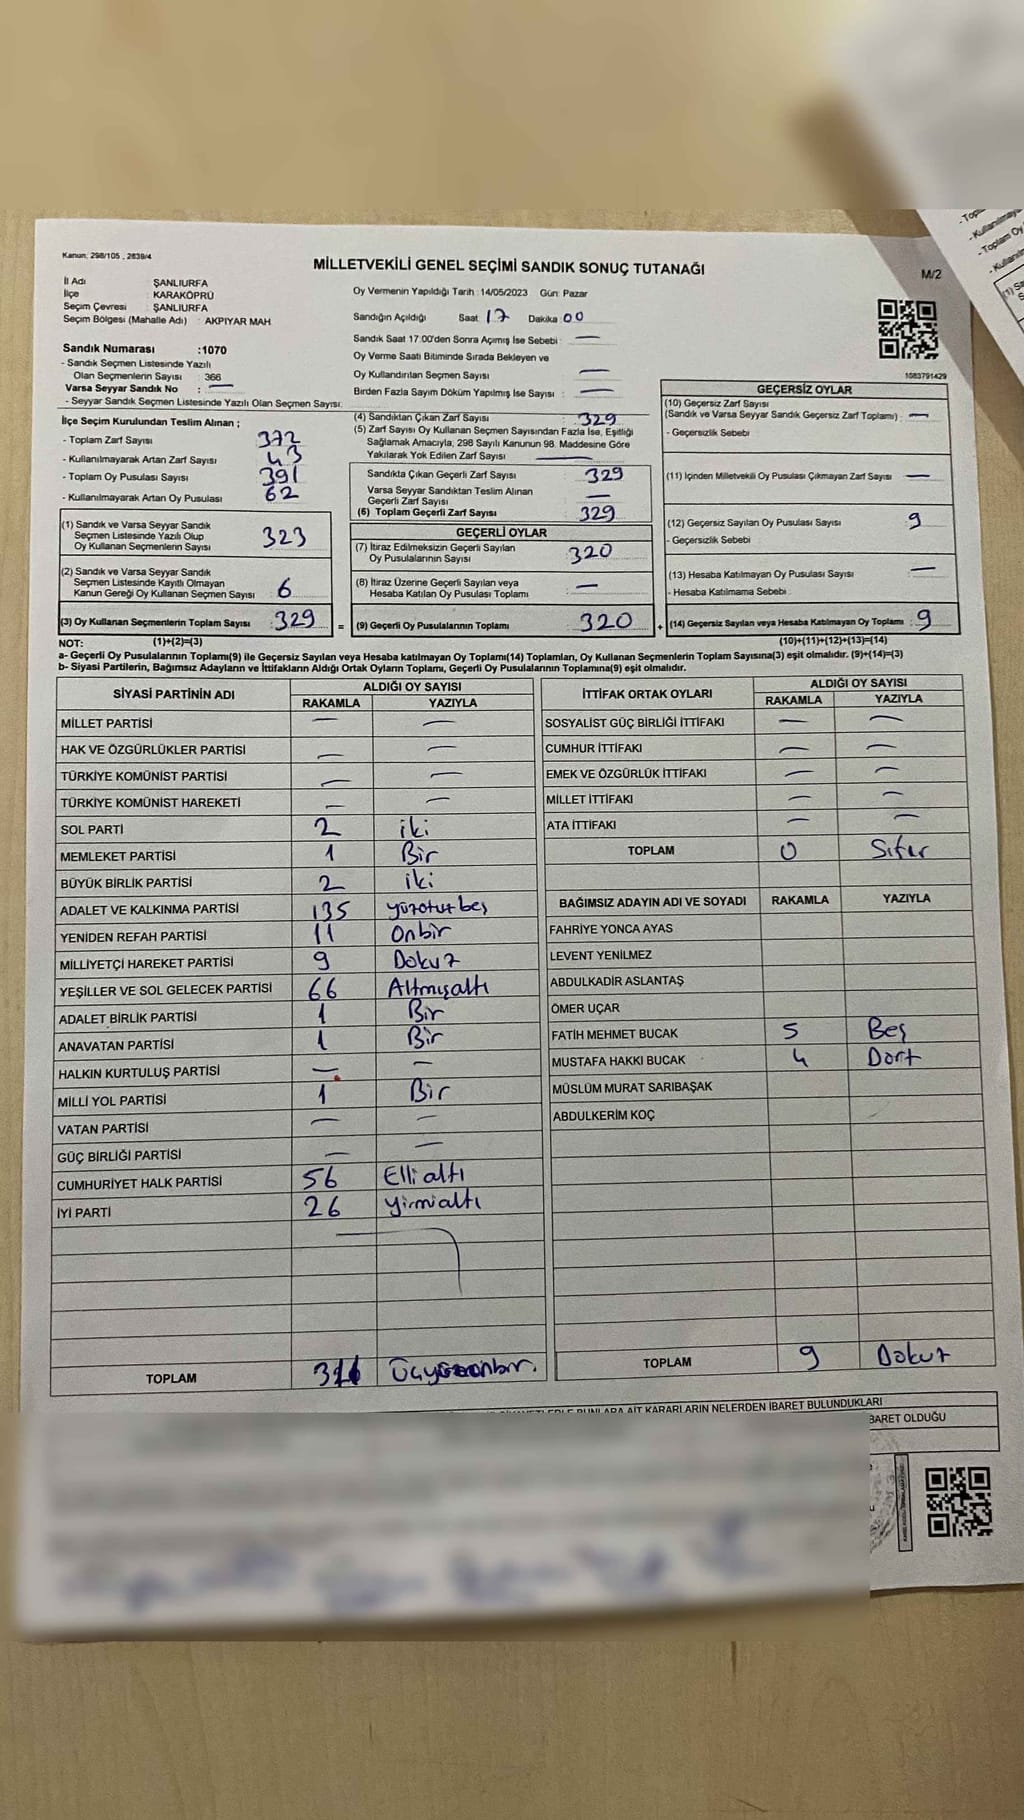 Kanun: 298/105 , 2839/4
MİLLETVEKİLİ GENEL SEÇİMİ SANDIK SONUÇ TUTANAĞI
M/2
İl Adı : ŞANLIURFA
İlçe : KARAKÖPRÜ
Seçim Çevresi : ŞANLIURFA
Seçim Bölgesi (Mahalle Adı) : AKPIYAR MAH
Sandık Numarası :1070
- Sandık Seçmen Listesinde Yazılı
Olan Seçmenlerin Sayısı : 366
Varsa Seyyar Sandık No : —
- Seyyar Sandık Seçmen Listesinde Yazılı Olan Seçmen Sayısı:
İlçe Seçim Kurulundan Teslim Alınan ;
- Toplam Zarf Sayısı 372
- Kullanılmayarak Artan Zarf Sayısı 43
- Toplam Oy Pusulası Sayısı 391
- Kullanılmayarak Artan Oy Pusulası 62
(1) Sandık ve Varsa Seyyar Sandık
Seçmen Listesinde Yazılı Olup
Oy Kullanan Seçmenlerin Sayısı 323
(2) Sandık ve Varsa Seyyar Sandık
Seçmen Listesinde Kayıtlı Olmayan
Kanun Gereği Oy Kullanan Seçmen Sayısı : 6
(3) Oy Kullanan Seçmenlerin Toplam Sayısı : 329 =
Oy Vermenin Yapıldığı Tarih : 14/05/2023 Gün: Pazar
Sandığın Açıldığı Saat 17 Dakika 00
Sandık Saat 17:00'den Sonra Açımış İse Sebebi : —
Oy Verme Saati Bitiminde Sırada Bekleyen ve
Oy Kullandırılan Seçmen Sayısı —
Birden Fazla Sayım Döküm Yapılmış İse Sayısı : —
(4) Sandıktan Çıkan Zarf Sayısı : 329
(5) Zarf Sayısı Oy Kullanan Seçmen Sayısından Fazla İse, Eşitliği
Sağlamak Amacıyla, 298 Sayılı Kanunun 98. Maddesine Göre
Yakılarak Yok Edilen Zarf Sayısı —
Sandıkta Çıkan Geçerli Zarf Sayısı : 329
Varsa Seyyar Sandıktan Teslim Alınan
Geçerli Zarf Sayısı —
(6) Toplam Geçerli Zarf Sayısı : 329
GEÇERLİ OYLAR
(7) İtiraz Edilmeksizin Geçerli Sayılan
Oy Pusulalarının Sayısı : 320
(8) İtiraz Üzerine Geçerli Sayılan veya
Hesaba Katılan Oy Pusulası Toplamı : —
(9) Geçerli Oy Pusulalarının Toplamı : 320 +
1083791429
GEÇERSİZ OYLAR
(10) Geçersiz Zarf Sayısı
(Sandık ve Varsa Seyyar Sandık Geçersiz Zarf Toplamı) : —
- Geçersizlik Sebebi
(11) İçinden Milletvekili Oy Pusulası Çıkmayan Zarf Sayısı : —
(12) Geçersiz Sayılan Oy Pusulası Sayısı : 9
- Geçersizlik Sebebi
(13) Hesaba Katılmayan Oy Pusulası Sayısı : —
- Hesaba Katılmama Sebebi
(14) Geçersiz Sayılan veya Hesaba Katılmayan Oy Toplamı : 9
NOT: (1)+(2)=(3) (10)+(11)+(12)+(13)=(14)
a- Geçerli Oy Pusulalarının Toplamı(9) ile Geçersiz Sayılan veya Hesaba katılmayan Oy Toplamı(14) Toplamları, Oy Kullanan Seçmenlerin Toplam Sayısına(3) eşit olmalıdır. (9)+(14)=(3)
b- Siyasi Partilerin, Bağımsız Adayların ve İttifakların Aldığı Ortak Oyların Toplamı, Geçerli Oy Pusulalarının Toplamına(9) eşit olmalıdır.
SİYASİ PARTİNİN ADI ALDIĞI OY SAYISI
RAKAMLA YAZIYLA
MİLLET PARTİSİ — —
HAK VE ÖZGÜRLÜKLER PARTİSİ — —
TÜRKİYE KOMÜNİST PARTİSİ — —
TÜRKİYE KOMÜNİST HAREKETİ — —
SOL PARTİ 2 iki
MEMLEKET PARTİSİ 1 Bir
BÜYÜK BİRLİK PARTİSİ 2 iki
ADALET VE KALKINMA PARTİSİ 135 yüzotuzbeş
YENİDEN REFAH PARTİSİ 11 Onbir
MİLLİYETÇİ HAREKET PARTİSİ 9 Dokuz
YEŞİLLER VE SOL GELECEK PARTİSİ 66 Altmışaltı
ADALET BİRLİK PARTİSİ 1 Bir
ANAVATAN PARTİSİ 1 Bir
HALKIN KURTULUŞ PARTİSİ — —
MİLLİ YOL PARTİSİ 1 Bir
VATAN PARTİSİ — —
GÜÇ BİRLİĞİ PARTİSİ — —
CUMHURİYET HALK PARTİSİ 56 Elli altı
İYİ PARTİ 26 yirmialtı
TOPLAM
İTTİFAK ORTAK OYLARI ALDIĞI OY SAYISI
RAKAMLA YAZIYLA
SOSYALİST GÜÇ BİRLİĞİ İTTİFAKI — —
CUMHUR İTTİFAKI — —
EMEK VE ÖZGÜRLÜK İTTİFAKI — —
MİLLET İTTİFAKI — —
ATA İTTİFAKI — —
TOPLAM 0 Sıfır
BAĞIMSIZ ADAYIN ADI VE SOYADI RAKAMLA YAZIYLA
FAHRİYE YONCA AYAS
LEVENT YENİLMEZ
ABDULKADİR ASLANTAŞ
ÖMER UÇAR
FATİH MEHMET BUCAK 5 Beş
MUSTAFA HAKKI BUCAK 4 Dört
MÜSLÜM MURAT SARIBAŞAK
ABDULKERİM KOÇ
TOPLAM 9 Dokuz
BUNLARA AİT KARARLARIN NELERDEN İBARET BULUNDUKLARI
BARET OLDUĞU